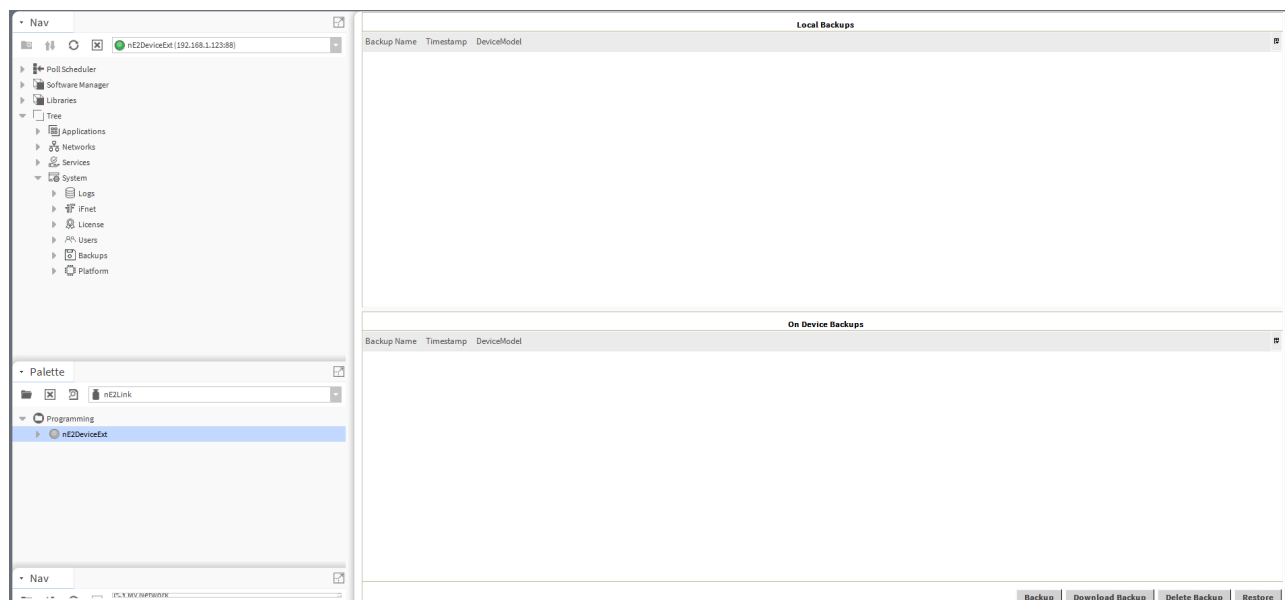 Nav
nE2DeviceExt (192.168.1.123:88)
Poll Scheduler
Software Manager
Libraries
Tree
Applications
Networks
Services
System
Logs
iFnet
License
Users
Backups
Platform
Palette
nE2Link
Programming
nE2DeviceExt
Nav
My Network
Local Backups
Backup Name Timestamp DeviceModel
On Device Backups
Backup Name Timestamp DeviceModel
Backup Download Backup Delete Backup Restore